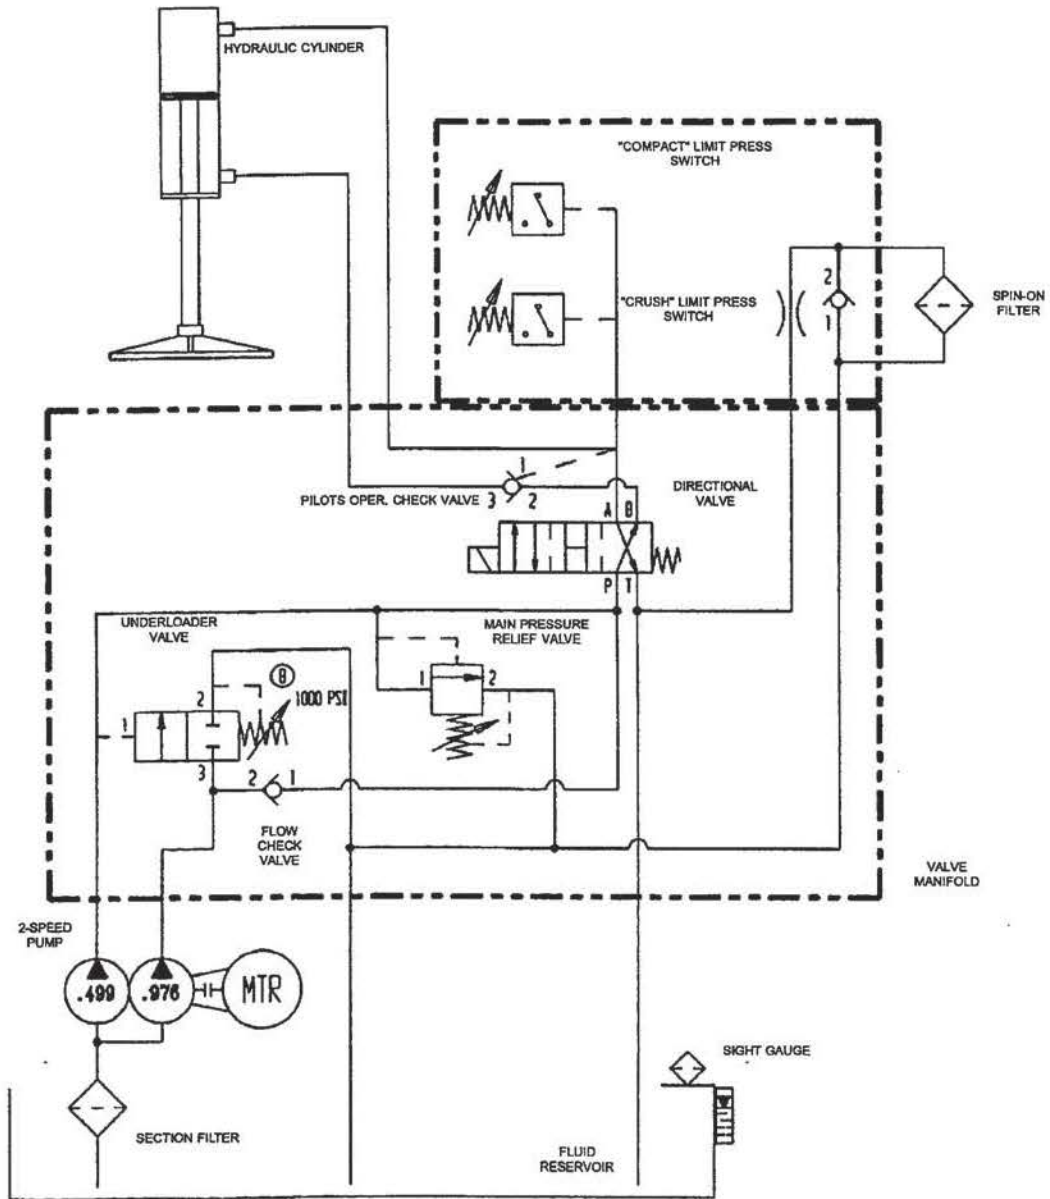 HYDRAULIC CYLINDER
"COMPACT" LIMIT PRESS
SWITCH
"CRUSH" LIMIT PRESS
SWITCH
2
1
SPIN-ON
FILTER
1
PILOTS OPER. CHECK VALVE
3
2
DIRECTIONAL
VALVE
A
B
P
T
UNDERLOADER
VALVE
MAIN PRESSURE
RELIEF VALVE
1
2
B
1000 PSI
2
1
3
2
1
FLOW
CHECK
VALVE
VALVE
MANIFOLD
2-SPEED
PUMP
.499
.976
MTR
SIGHT GAUGE
SECTION FILTER
FLUID
RESERVOIR